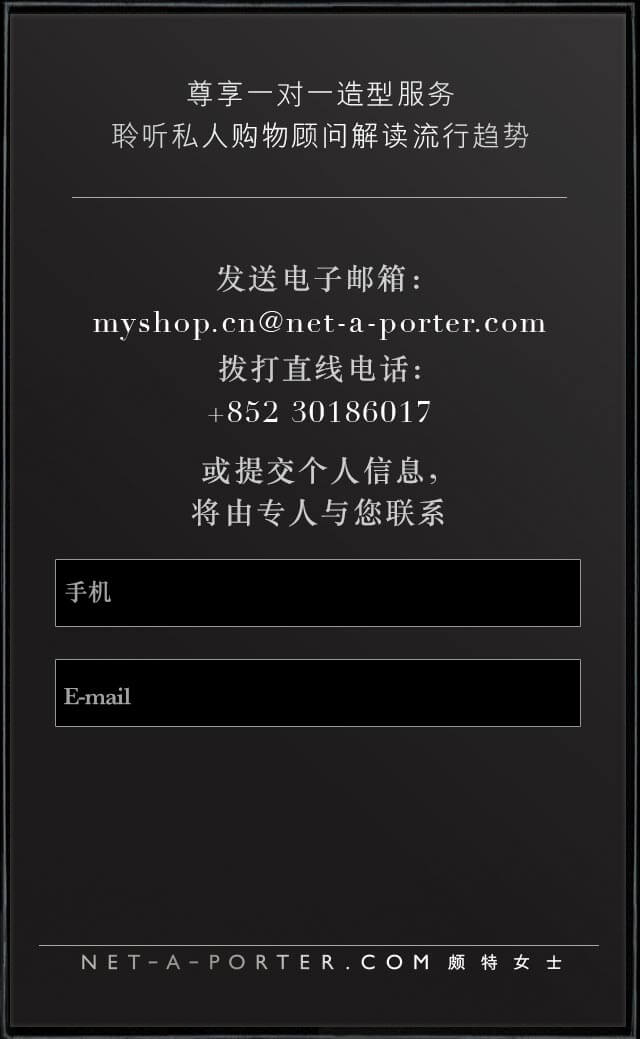 尊享一对一造型服务
聆听私人购物顾问解读流行趋势
发送电子邮箱：
myshop.cn@net-a-porter.com
拨打直线电话：
+852 30186017
或提交个人信息，
将由专人与您联系
手机
E-mail
NET-A-PORTER.COM 颇特女士